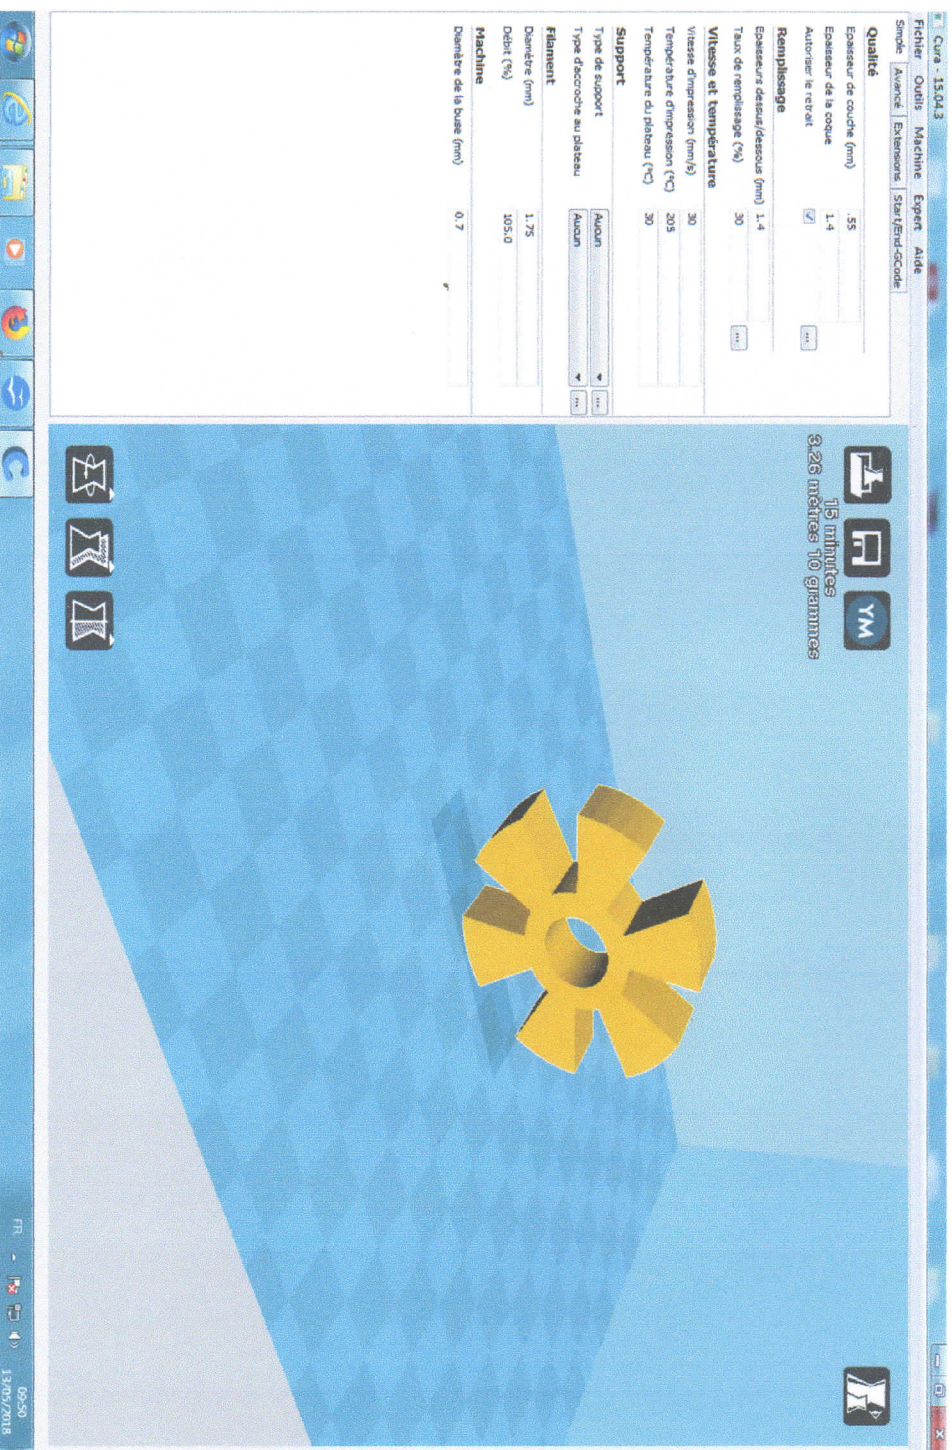 Cura - 15.04.3
Fichier Outils Machine Expert Aide
Simple Avancé Extensions Start/End-GCode
Qualité
Epaisseur de couche (mm) .55
Epaisseur de la coque 1.4
Autoriser le retrait ...
Remplissage
Epaisseurs dessus/dessous (mm) 1.4
Taux de remplissage (%) 30 ...
Vitesse et température
Vitesse d'impression (mm/s) 30
Température d'impression (°C) 205
Température du plateau (°C) 30
Support
Type de support Aucun ...
Type d'accroche au plateau Aucun ...
Filament
Diamètre (mm) 1.75
Débit (%) 105.0
Machine
Diamètre de la buse (mm) 0.7
YM
15 minutes
3.26 mètres 10 grammes
FR
09:50
13/05/2018